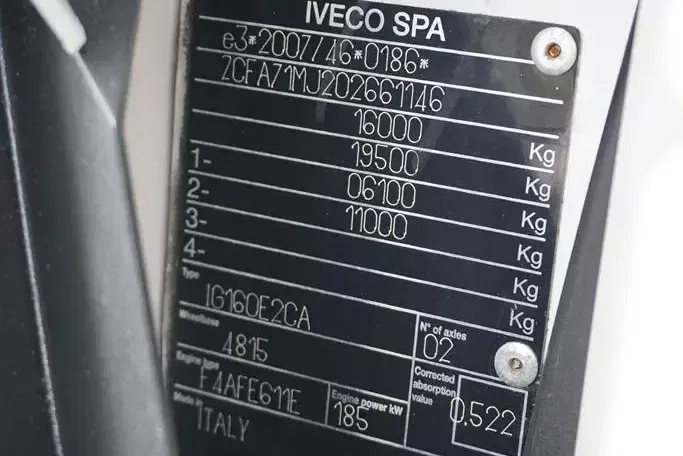 IVECO SPA
e3*2007/46*0186*
ZCFA71MJ202661146
16000 Kg
19500 Kg
1- 06100 Kg
2- 11000 Kg
3- Kg
4- Kg
Type IG160E2CA
Wheelbase 4815
N° of axles 02
Engine type F4AFE611E
Engine power kW 185
Corrected absorption value 0.522
Made in ITALY